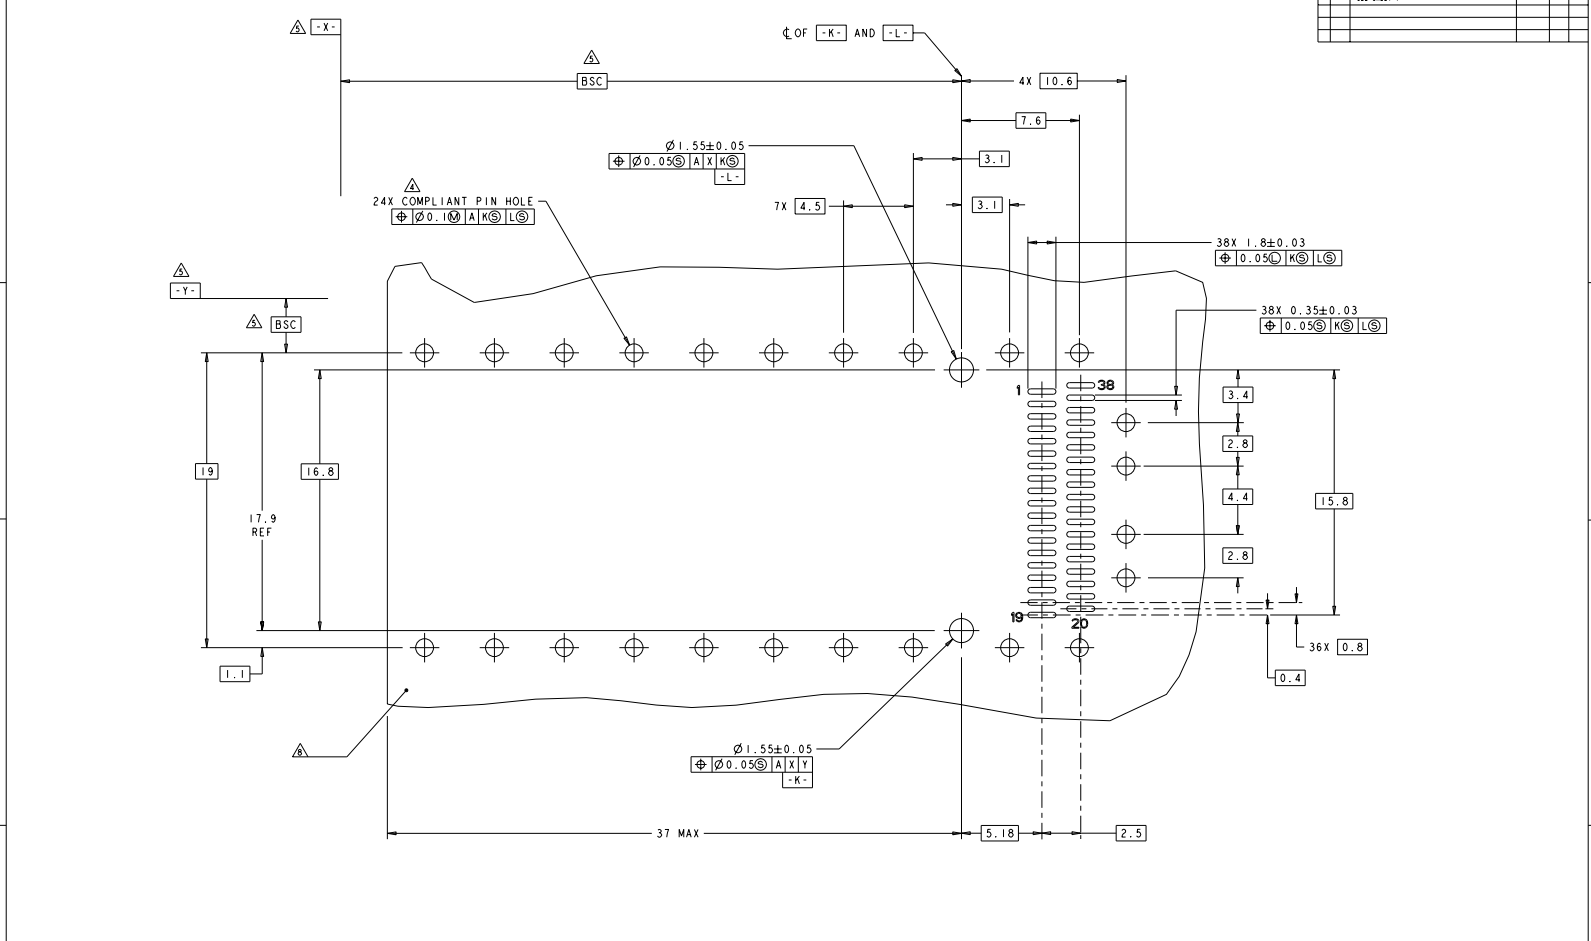 5 -X-
℄ OF -K- AND -L-
5
BSC
4X 10.6
7.6
Ø1.55±0.05
⌖ Ø0.05Ⓢ A X KⓈ
-L-
3.1
4
24X COMPLIANT PIN HOLE
⌖ Ø0.1Ⓜ A KⓈ LⓈ
7X 4.5
3.1
38X 1.8±0.03
⌖ 0.05Ⓛ KⓈ LⓈ
5
-Y-
5 BSC
38X 0.35±0.03
⌖ 0.05Ⓢ KⓈ LⓈ
1
38
3.4
2.8
19
16.8
4.4
15.8
17.9
REF
2.8
19
20
36X 0.8
1.1
0.4
8
Ø1.55±0.05
⌖ Ø0.05Ⓢ A X Y
-K-
37 MAX
5.18
2.5